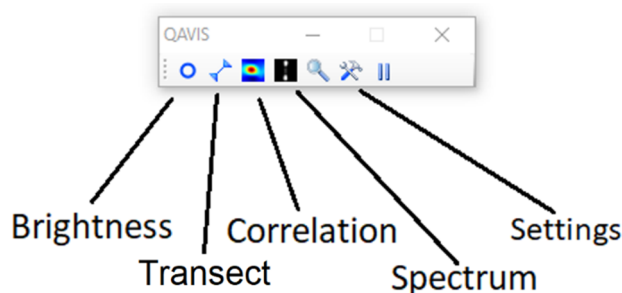 QAVIS
Brightness
Correlation
Settings
Transect
Spectrum